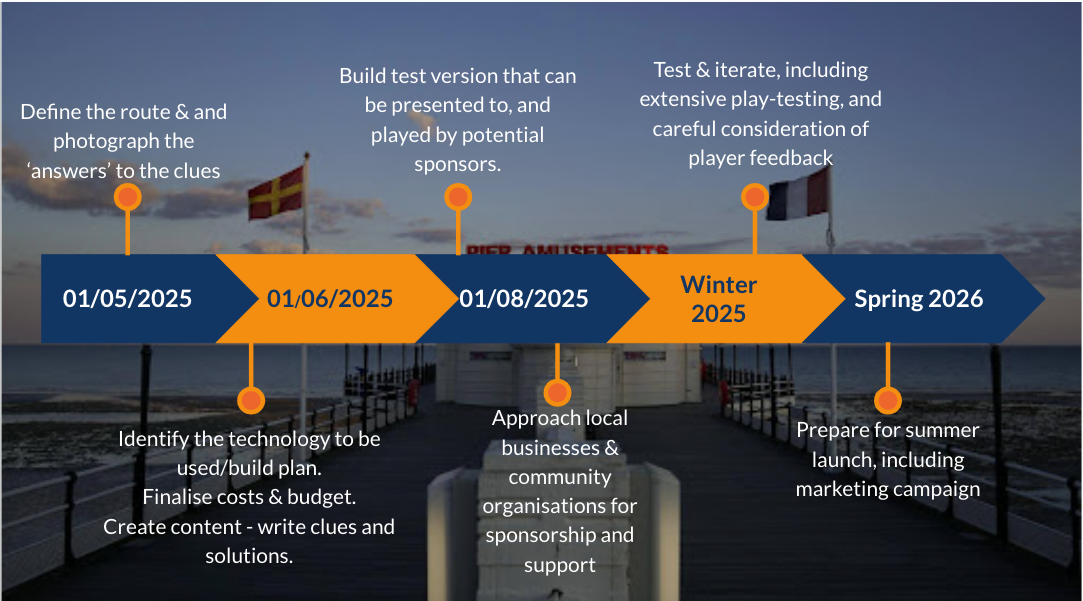 Define the route & and
photograph the
‘answers’ to the clues
Build test version that can
be presented to, and
played by potential
sponsors.
Test & iterate, including
extensive play-testing, and
careful consideration of
player feedback
PIER AMUSEMENTS
01/05/2025
01/06/2025
01/08/2025
Winter
2025
Spring 2026
Identify the technology to be
used/build plan.
Finalise costs & budget.
Create content - write clues and
solutions.
Approach local
businesses &
community
organisations for
sponsorship and
support
Prepare for summer
launch, including
marketing campaign